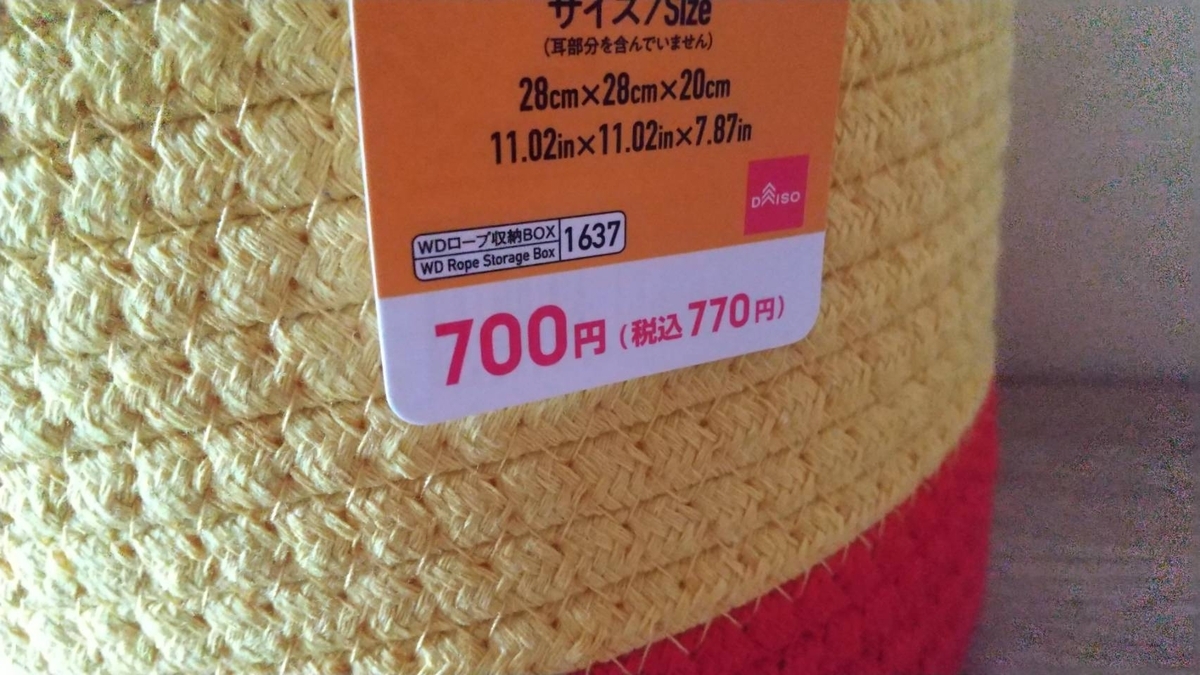 サイズ/Size
(耳部分を含んでいません)
28cm×28cm×20cm
11.02in×11.02in×7.87in
DAISO
WDロープ収納BOX
WD Rope Storage Box
1637
700円(税込770円)